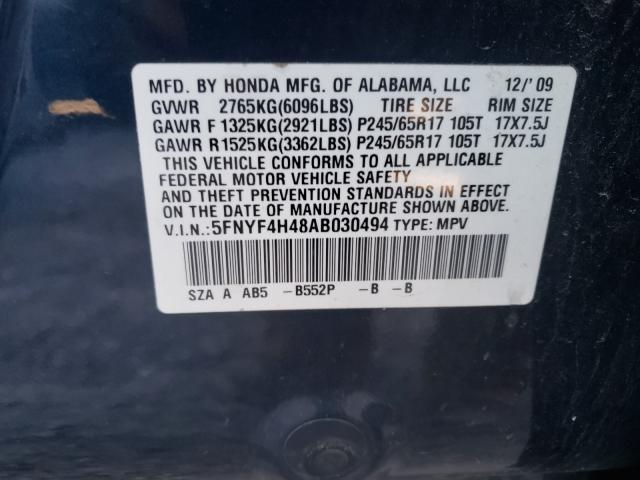 MFD. BY HONDA MFG. OF ALABAMA, LLC 12/'09
GVWR 2765KG(6096LBS) TIRE SIZE RIM SIZE
GAWR F 1325KG(2921LBS) P245/65R17 105T 17X7.5J
GAWR R1525KG(3362LBS) P245/65R17 105T 17X7.5J
THIS VEHICLE CONFORMS TO ALL APPLICABLE
FEDERAL MOTOR VEHICLE SAFETY
AND THEFT PREVENTION STANDARDS IN EFFECT
ON THE DATE OF MANUFACTURE SHOWN ABOVE.
V.I.N.:5FNYF4H48AB030494 TYPE: MPV
SZA A AB5 -B552P -B -B